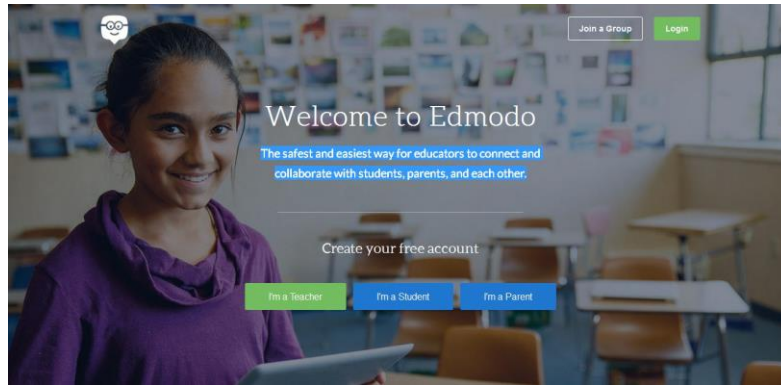 Join a Group
Login
Welcome to Edmodo
The safest and easiest way for educators to connect and
collaborate with students, parents, and each other.
Create your free account
I'm a Teacher
I'm a Student
I'm a Parent